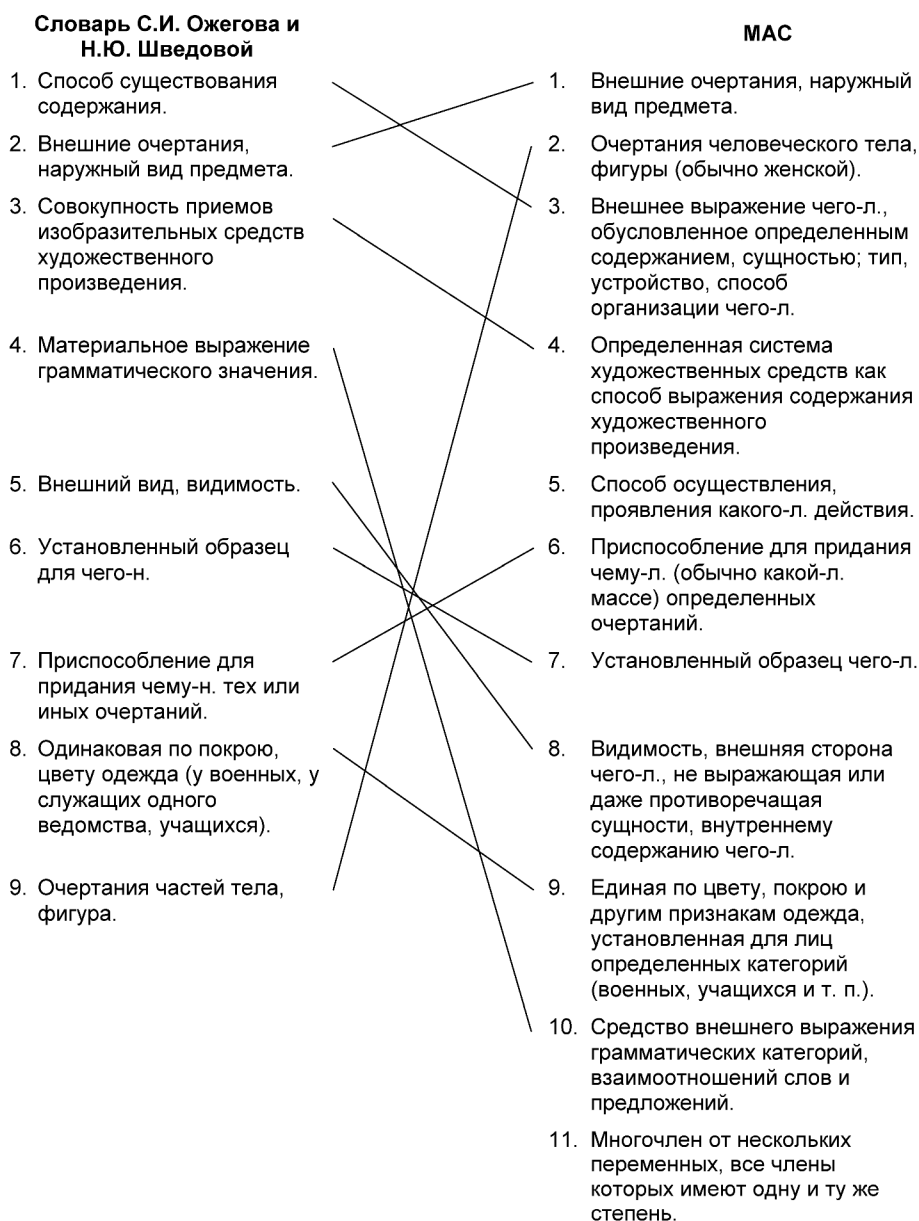 Словарь С.И. Ожегова и
Н.Ю. Шведовой
1. Способ существования
содержания.
2. Внешние очертания,
наружный вид предмета.
3. Совокупность приемов
изобразительных средств
художественного
произведения.
4. Материальное выражение
грамматического значения.
5. Внешний вид, видимость.
6. Установленный образец
для чего-н.
7. Приспособление для
придания чему-н. тех или
иных очертаний.
8. Одинаковая по покрою,
цвету одежда (у военных, у
служащих одного
ведомства, учащихся).
9. Очертания частей тела,
фигура.
МАС
1. Внешние очертания, наружный
вид предмета.
2. Очертания человеческого тела,
фигуры (обычно женской).
3. Внешнее выражение чего-л.,
обусловленное определенным
содержанием, сущностью; тип,
устройство, способ
организации чего-л.
4. Определенная система
художественных средств как
способ выражения содержания
художественного
произведения.
5. Способ осуществления,
проявления какого-л. действия.
6. Приспособление для придания
чему-л. (обычно какой-л.
массе) определенных
очертаний.
7. Установленный образец чего-л.
8. Видимость, внешняя сторона
чего-л., не выражающая или
даже противоречащая
сущности, внутреннему
содержанию чего-л.
9. Единая по цвету, покрою и
другим признакам одежда,
установленная для лиц
определенных категорий
(военных, учащихся и т. п.).
10. Средство внешнего выражения
грамматических категорий,
взаимоотношений слов и
предложений.
11. Многочлен от нескольких
переменных, все члены
которых имеют одну и ту же
степень.